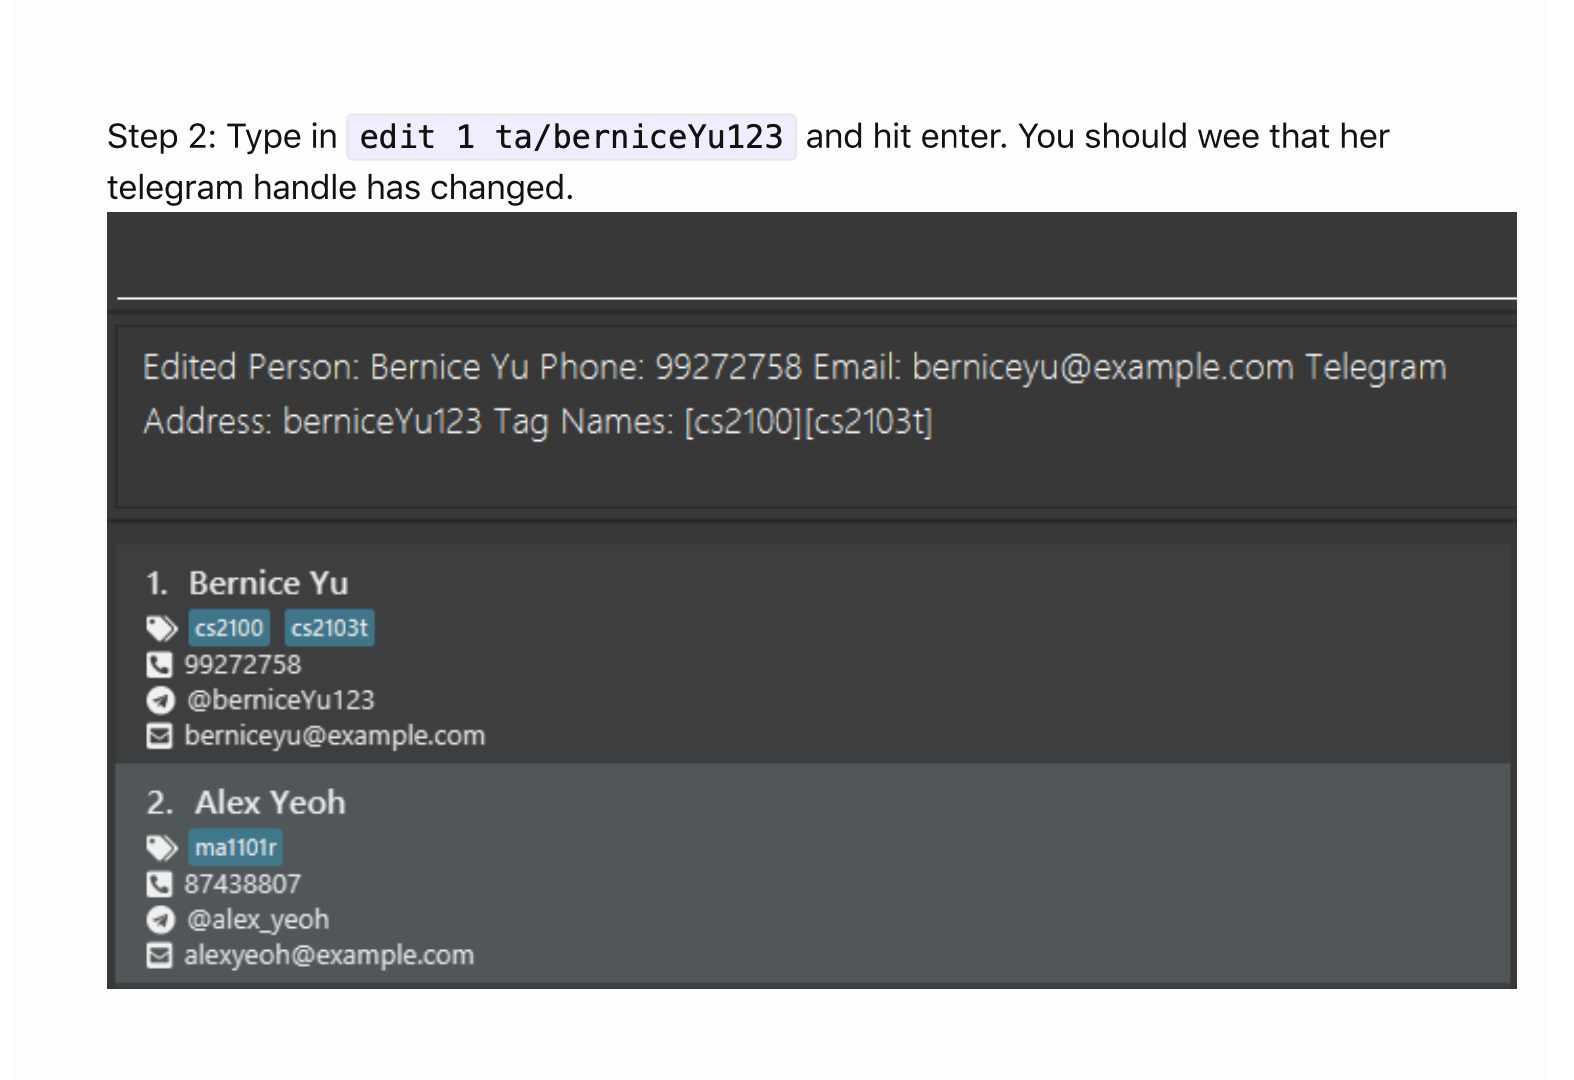 Step 2: Type in edit 1 ta/berniceYu123 and hit enter. You should wee that her
telegram handle has changed.
Edited Person: Bernice Yu Phone: 99272758 Email: berniceyu@example.com Telegram
Address: berniceYu123 Tag Names: [cs2100][cs2103t]
1. Bernice Yu
cs2100 cs2103t
99272758
@berniceYu123
berniceyu@example.com
2. Alex Yeoh
ma1101r
87438807
@alex_yeoh
alexyeoh@example.com